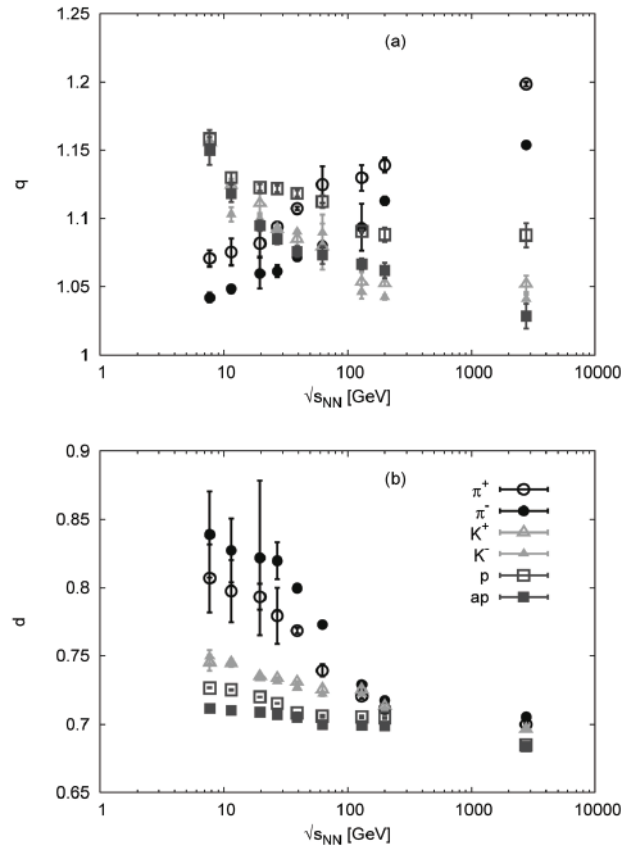 (a)
1.25
1.2
1.15
1.1
1.05
1
q
1 10 100 1000 10000
√sNN [GeV]
(b)
0.9
0.85
0.8
0.75
0.7
0.65
d
π+
π-
K+
K-
p
ap
1 10 100 1000 10000
√sNN [GeV]